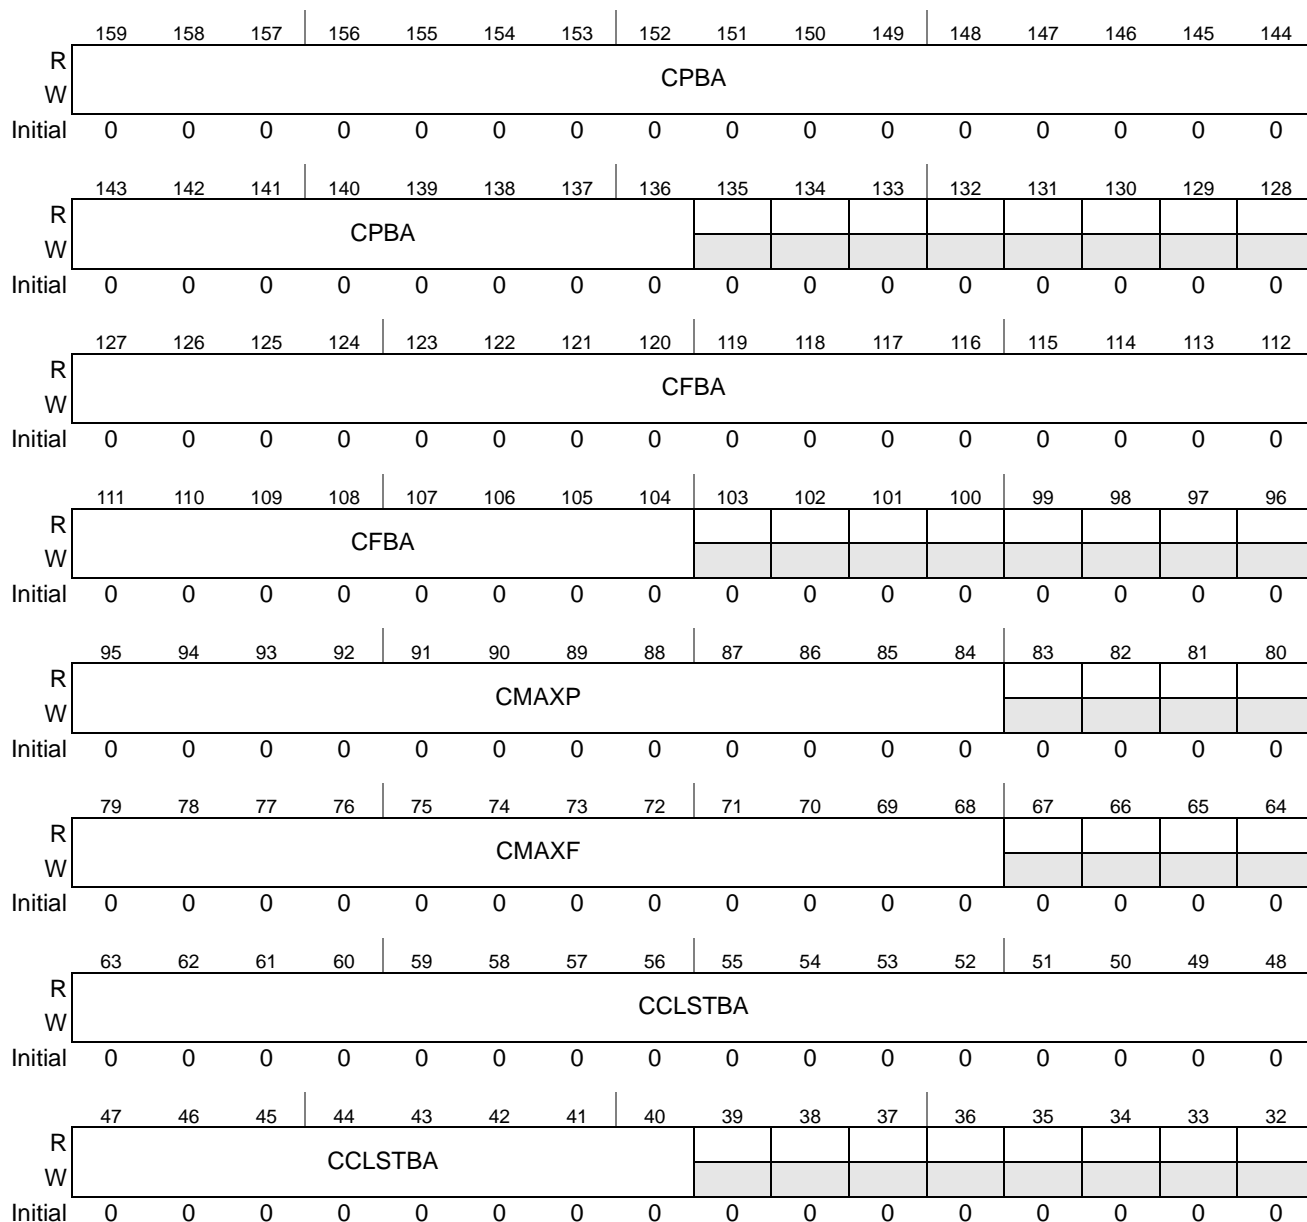 159 158 157 156 155 154 153 152 151 150 149 148 147 146 145 144
R
CPBA
W
Initial 0 0 0 0 0 0 0 0 0 0 0 0 0 0 0 0
143 142 141 140 139 138 137 136 135 134 133 132 131 130 129 128
R
CPBA
W
Initial 0 0 0 0 0 0 0 0 0 0 0 0 0 0 0 0
127 126 125 124 123 122 121 120 119 118 117 116 115 114 113 112
R
CFBA
W
Initial 0 0 0 0 0 0 0 0 0 0 0 0 0 0 0 0
111 110 109 108 107 106 105 104 103 102 101 100 99 98 97 96
R
CFBA
W
Initial 0 0 0 0 0 0 0 0 0 0 0 0 0 0 0 0
95 94 93 92 91 90 89 88 87 86 85 84 83 82 81 80
R
CMAXP
W
Initial 0 0 0 0 0 0 0 0 0 0 0 0 0 0 0 0
79 78 77 76 75 74 73 72 71 70 69 68 67 66 65 64
R
CMAXF
W
Initial 0 0 0 0 0 0 0 0 0 0 0 0 0 0 0 0
63 62 61 60 59 58 57 56 55 54 53 52 51 50 49 48
R
CCLSTBA
W
Initial 0 0 0 0 0 0 0 0 0 0 0 0 0 0 0 0
47 46 45 44 43 42 41 40 39 38 37 36 35 34 33 32
R
CCLSTBA
W
Initial 0 0 0 0 0 0 0 0 0 0 0 0 0 0 0 0